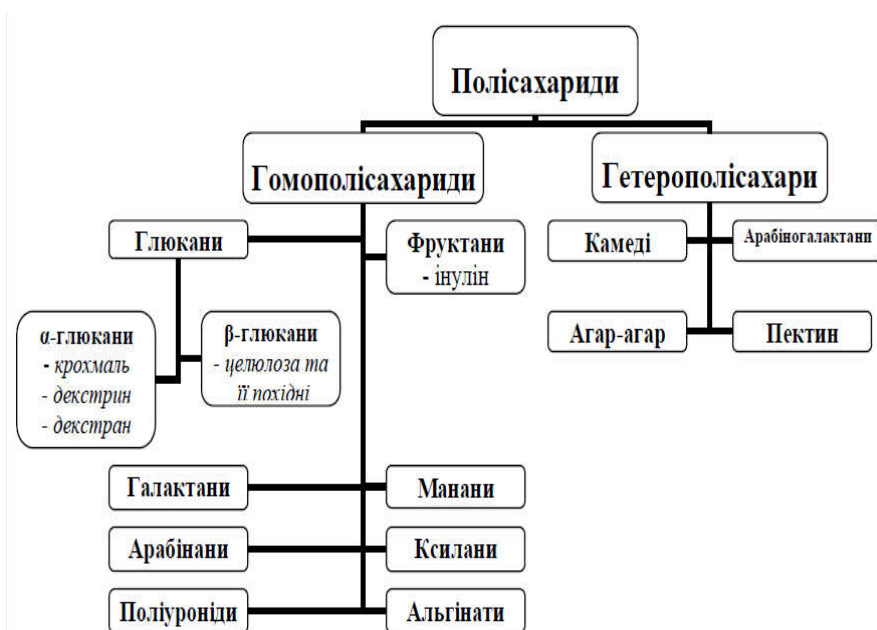 Полісахариди
Гомополісахариди
Гетерополісахари
Глюкани
Фруктани
- інулін
Камеді
Арабіногалактани
α-глюкани
- крохмаль
- декстрин
- декстран
β-глюкани
- целюлоза та
її похідні
Агар-агар
Пектин
Галактани
Манани
Арабінани
Ксилани
Поліуроніди
Альгінати